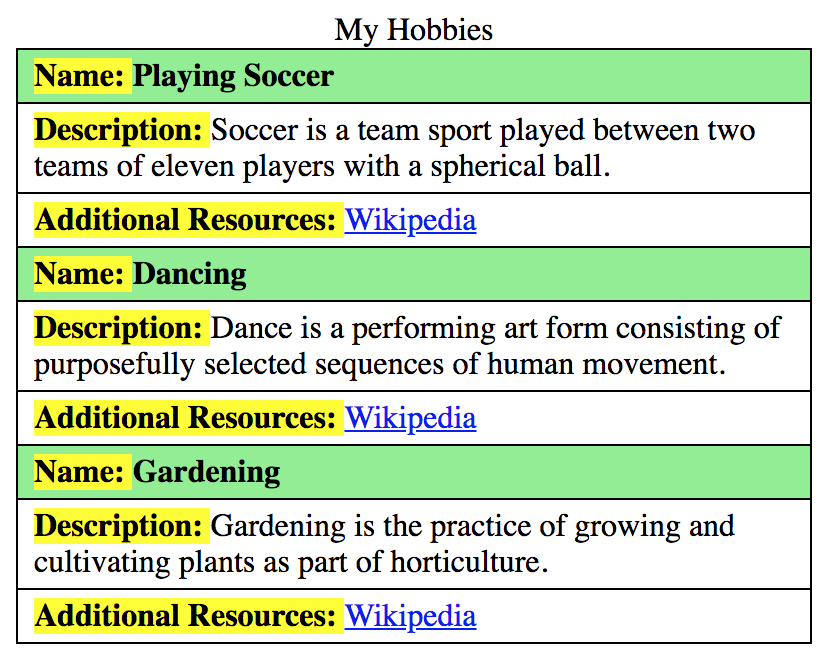 My Hobbies
Name: Playing Soccer
Description: Soccer is a team sport played between two
teams of eleven players with a spherical ball.
Additional Resources: Wikipedia
Name: Dancing
Description: Dance is a performing art form consisting of
purposefully selected sequences of human movement.
Additional Resources: Wikipedia
Name: Gardening
Description: Gardening is the practice of growing and
cultivating plants as part of horticulture.
Additional Resources: Wikipedia